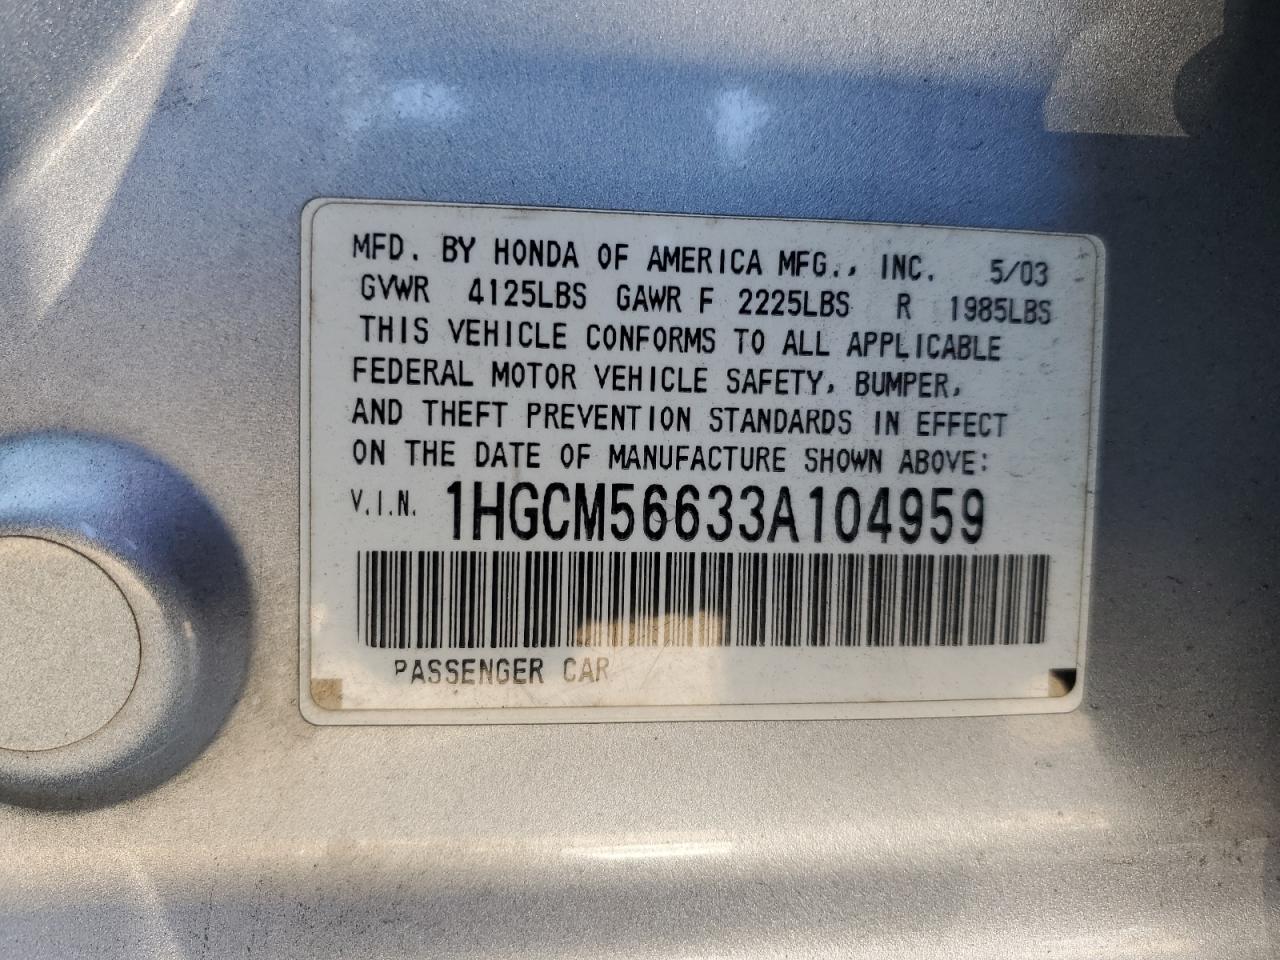 MFD. BY HONDA OF AMERICA MFG., INC. 5/03
GVWR 4125LBS GAWR F 2225LBS R 1985LBS
THIS VEHICLE CONFORMS TO ALL APPLICABLE
FEDERAL MOTOR VEHICLE SAFETY, BUMPER,
AND THEFT PREVENTION STANDARDS IN EFFECT
ON THE DATE OF MANUFACTURE SHOWN ABOVE:
V.I.N. 1HGCM56633A104959
PASSENGER CAR